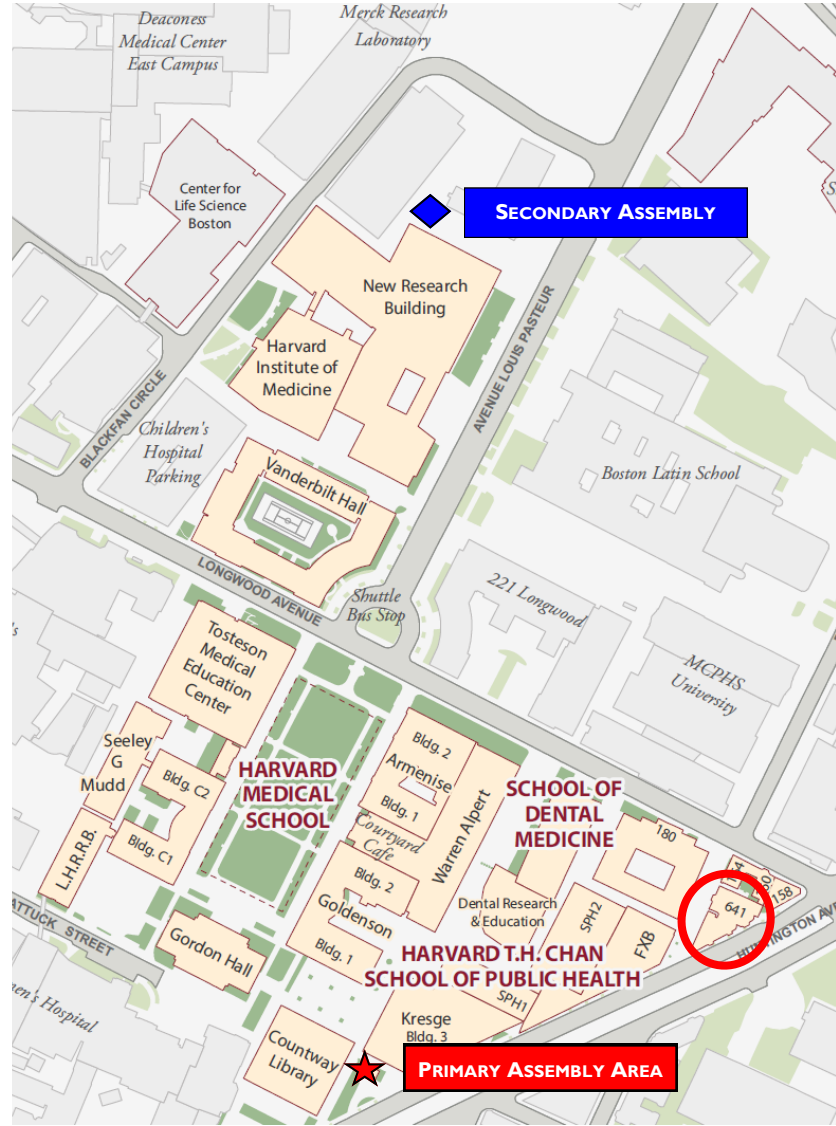 Deaconess
Medical Center
East Campus
Merck Research
Laboratory
Center for
Life Science
Boston
SECONDARY ASSEMBLY
New Research
Building
Harvard
Institute of
Medicine
AVENUE LOUIS PASTEUR
BLACKFAN CIRCLE
Children's
Hospital
Parking
Boston Latin School
Vanderbilt Hall
LONGWOOD AVENUE
Shuttle
Bus Stop
221 Longwood
MCPHS
University
Tosteson
Medical
Education
Center
Seeley
G
Mudd
Bldg. C2
Bldg. C1
L.H.R.R.B.
HARVARD
MEDICAL
SCHOOL
Bldg. 2
Armenise
Bldg. 1
Courtyard
Cafe
Warren Alpert
SCHOOL OF
DENTAL
MEDICINE
180
641
158
Bldg. 2
Goldenson
Bldg. 1
Dental Research
& Education
SPH2
FXB
HUNTINGTON AV
HARVARD T.H. CHAN
SCHOOL OF PUBLIC HEALTH
SPH1
ATTUCK STREET
Gordon Hall
en's Hospital
Kresge
Bldg. 3
Countway
Library
PRIMARY ASSEMBLY AREA